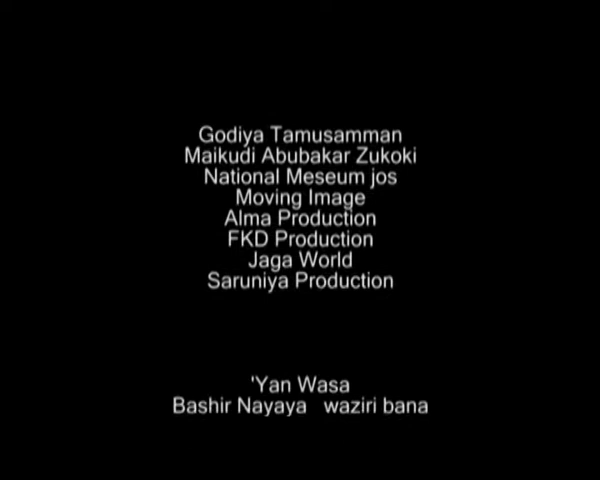 Godiya Tamusamman
Maikudi Abubakar Zukoki
National Meseum jos
Moving Image
Alma Production
FKD Production
Jaga World
Saruniya Production
'Yan Wasa
Bashir Nayaya waziri bana